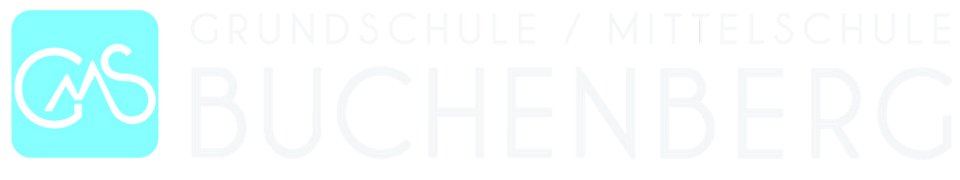 GMS
GRUNDSCHULE / MITTELSCHULE
BUCHENBERG